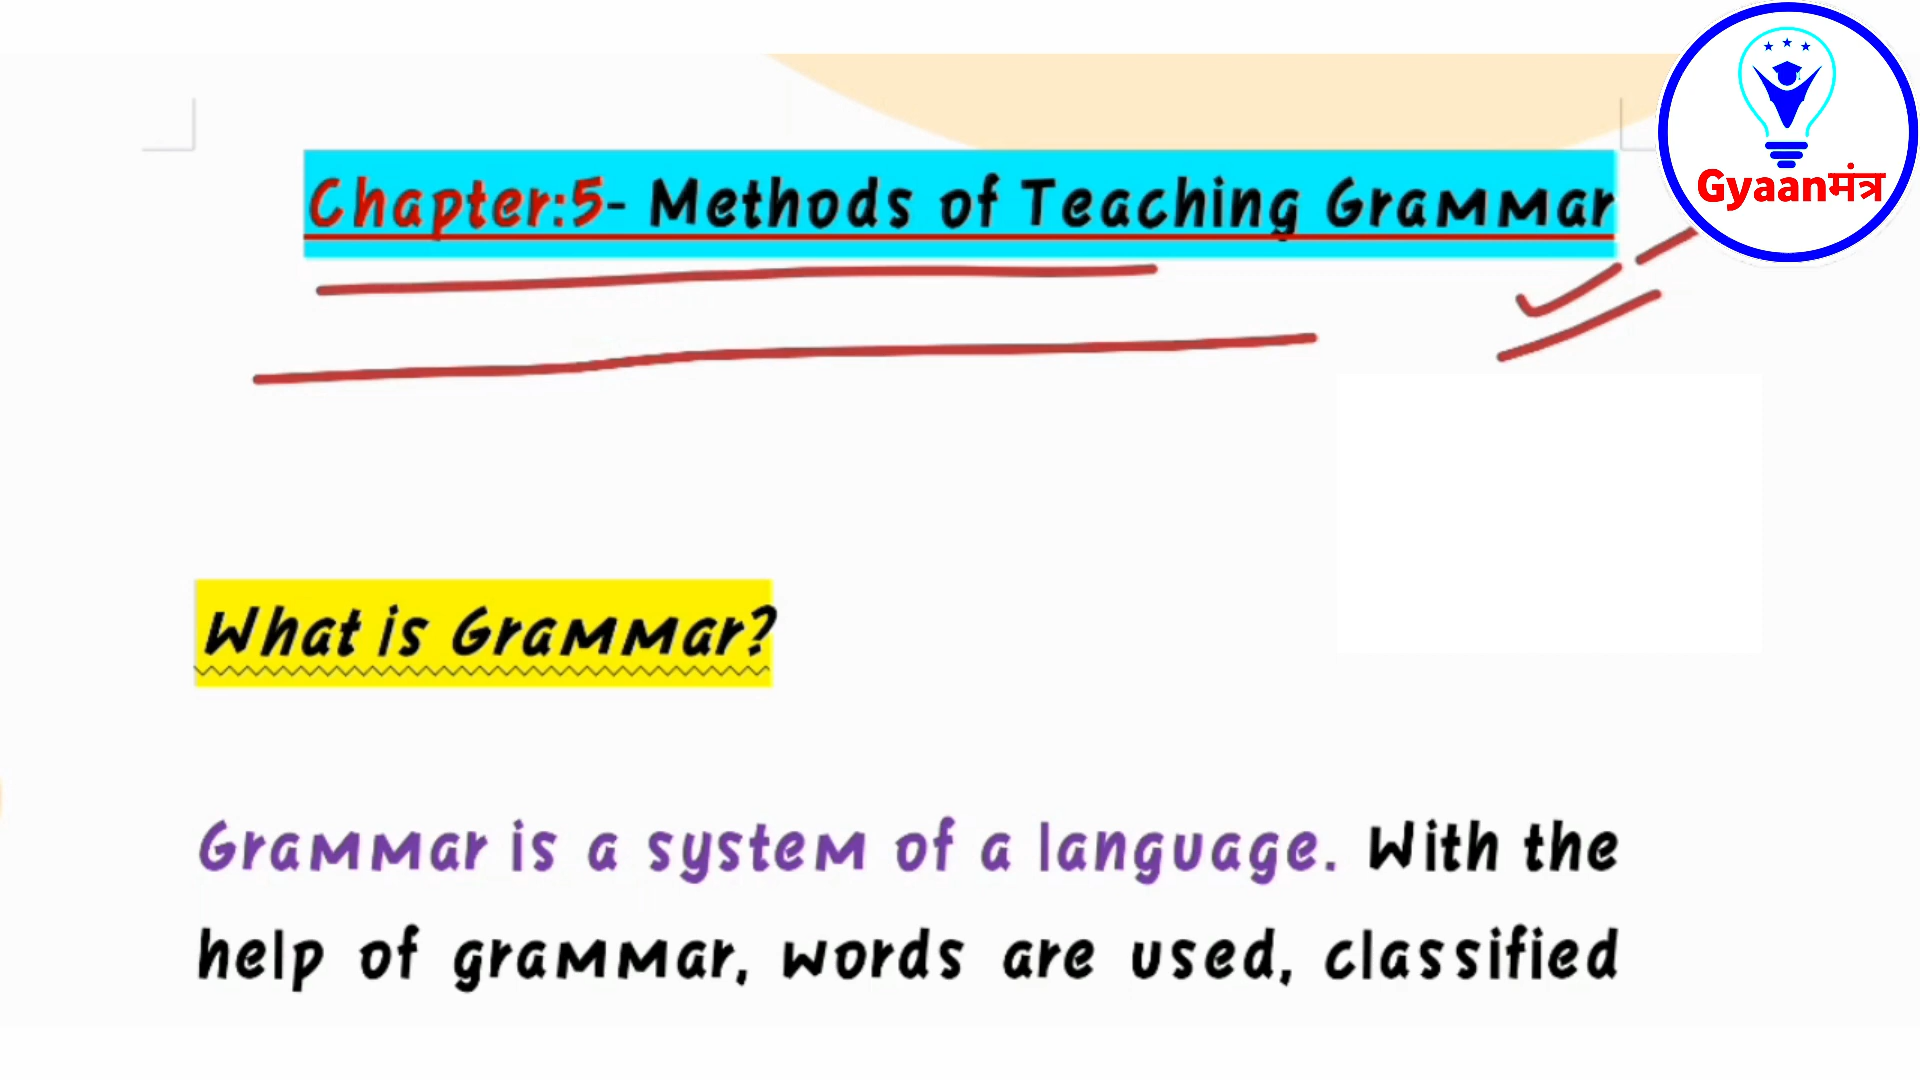 Gyaanमंत्र
Chapter:5- Methods of Teaching Grammar
What is Grammar?
Grammar is a system of a language. With the
help of grammar, words are used, classified